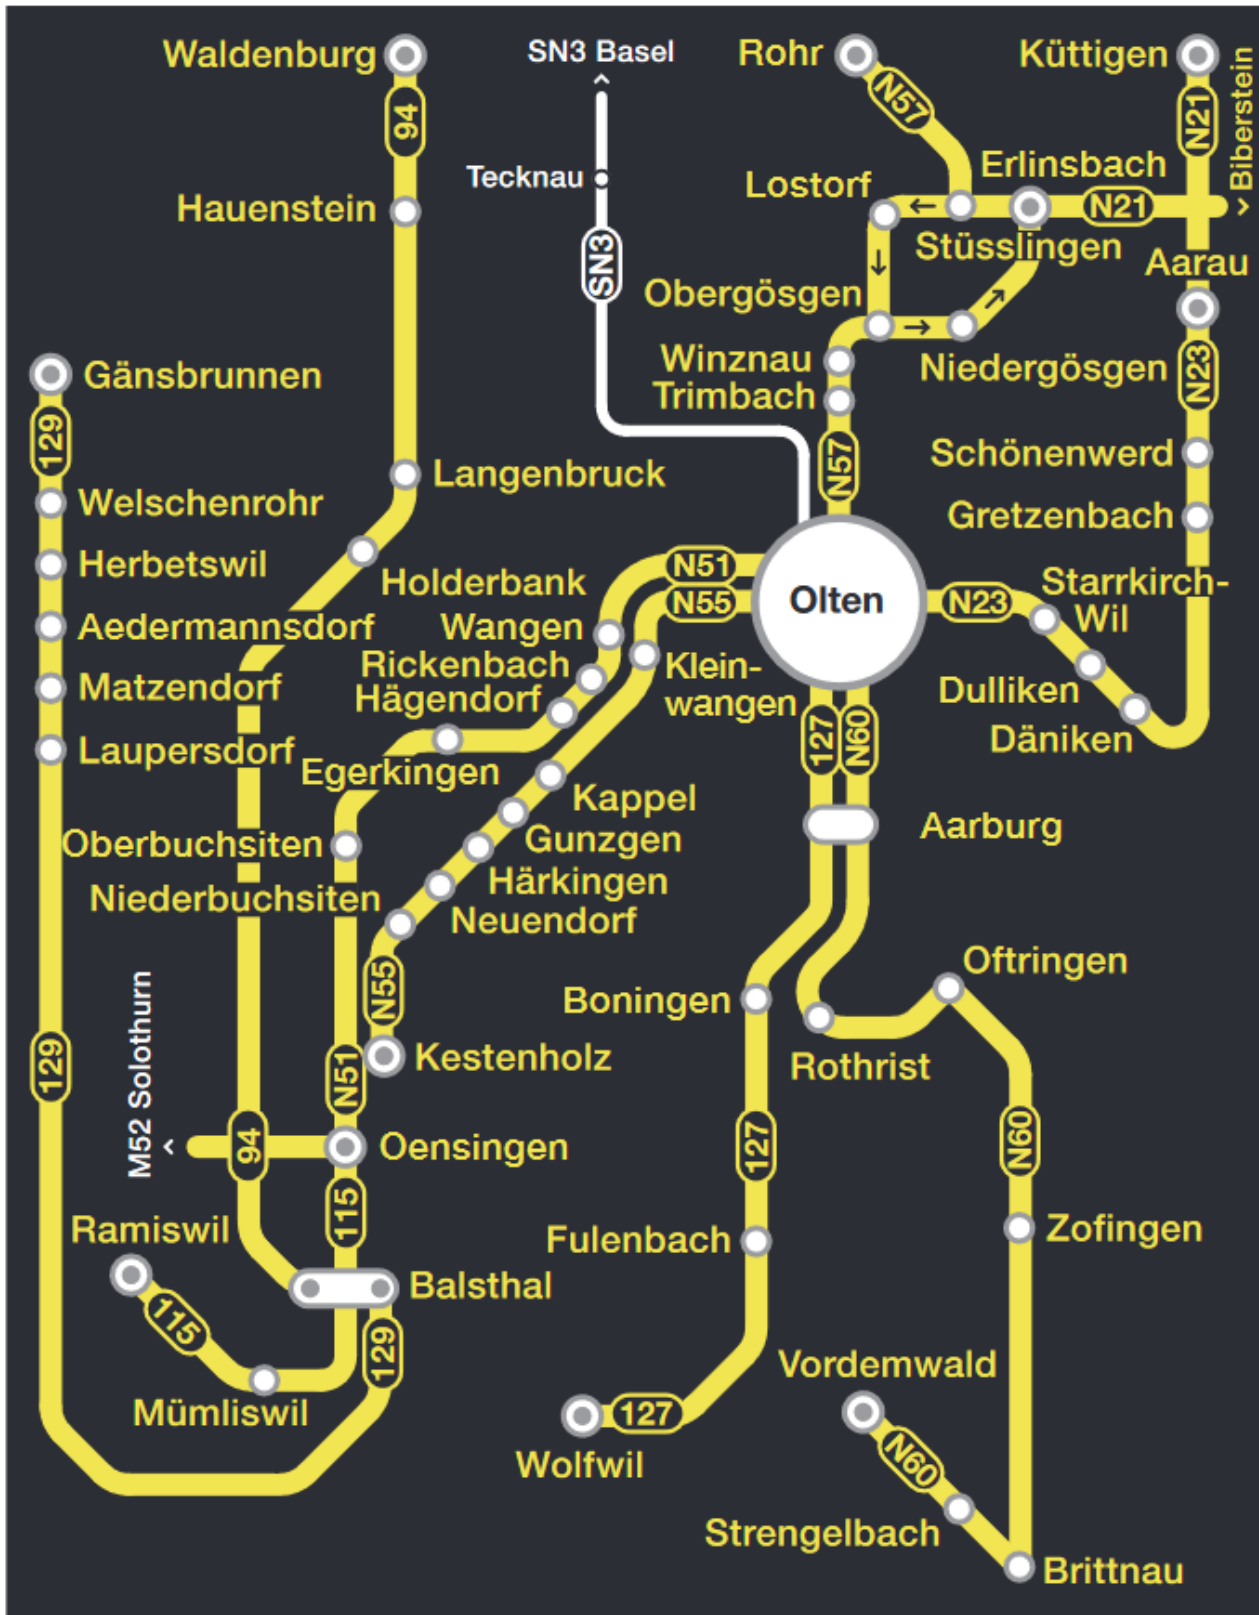 Waldenburg
SN3 Basel
Rohr
Küttigen
94
N57
N21
Biberstein
Tecknau
Erlinsbach
Lostorf
N21
Hauenstein
Stüsslingen
SN3
Aarau
Obergösgen
Winznau
Niedergösgen
N23
Gänsbrunnen
Trimbach
129
N57
Schönenwerd
Langenbruck
Welschenrohr
Gretzenbach
Herbetswil
Holderbank
N51
Olten
Starrkirch-
Wil
N55
N23
Aedermannsdorf
Wangen
Rickenbach
Klein-
wangen
Matzendorf
Hägendorf
Dulliken
Däniken
Laupersdorf
127
N60
Egerkingen
Kappel
Aarburg
Oberbuchsiten
Gunzgen
Härkingen
Niederbuchsiten
Neuendorf
Oftringen
N55
Boningen
M52 Solothurn
129
N51
Kestenholz
Rothrist
94
Oensingen
127
N60
115
Ramiswil
Fulenbach
Zofingen
Balsthal
115
129
Vordemwald
Mümliswil
127
Wolfwil
N60
Strengelbach
Brittnau